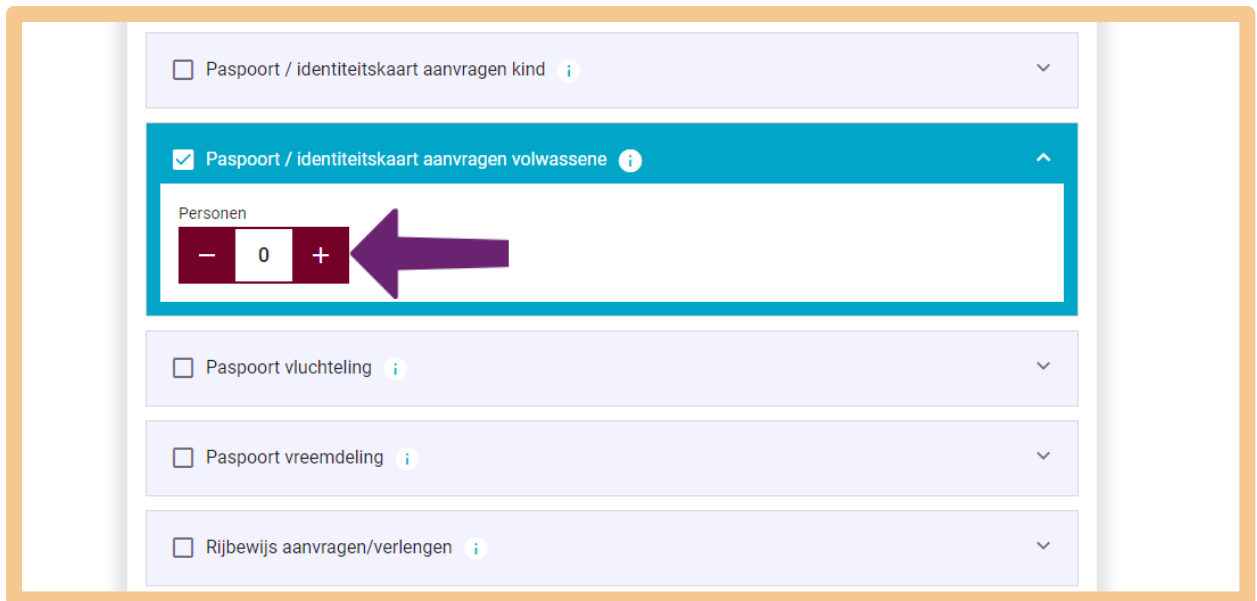 Paspoort / identiteitskaart aanvragen kind i
Paspoort / identiteitskaart aanvragen volwassene i
Personen
− 0 +
Paspoort vluchteling i
Paspoort vreemdeling i
Rijbewijs aanvragen/verlengen i